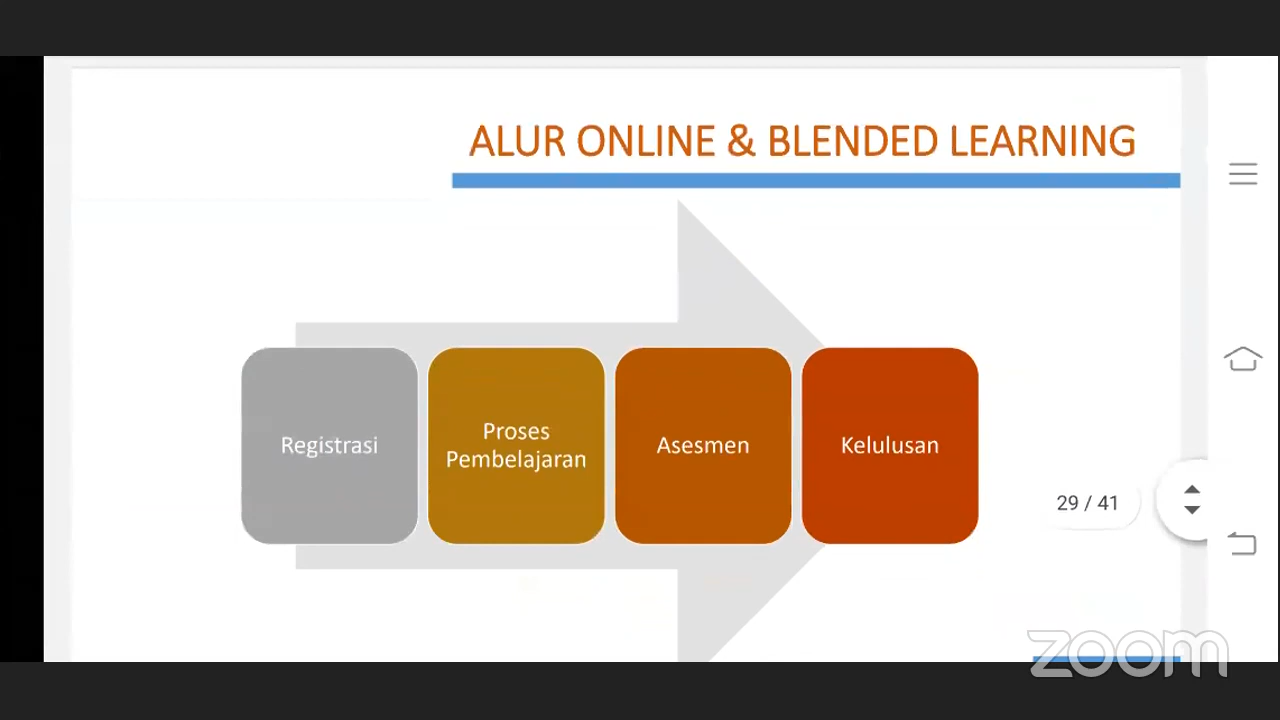 ALUR ONLINE & BLENDED LEARNING
Registrasi
Proses
Pembelajaran
Asesmen
Kelulusan
29 / 41
zoom